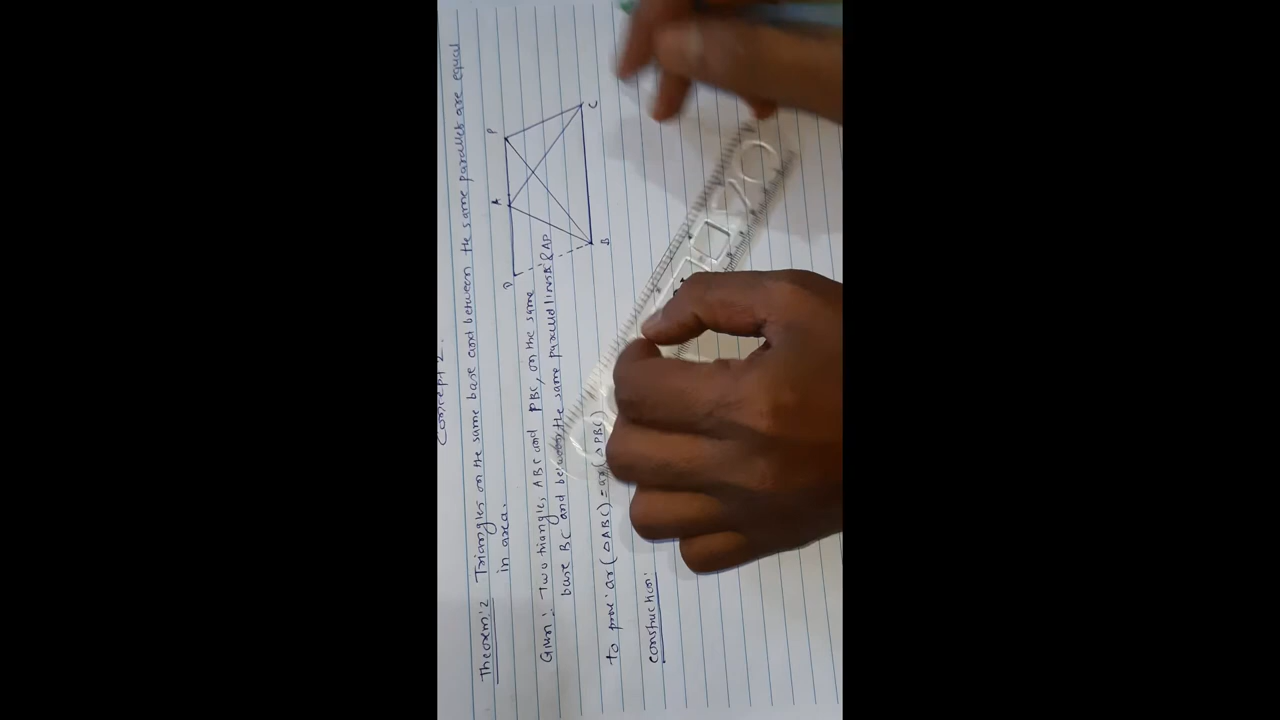 Concept 2.
Theorem: 2 Triangles on the same base and between the same parallels are equal
in area.
Given: Two triangles ABC and PBC, on the same
base BC and between the same parallel lines & AP
to prove: ar(△ABC) = ar(△PBC)
construction:
D
A
P
B
C